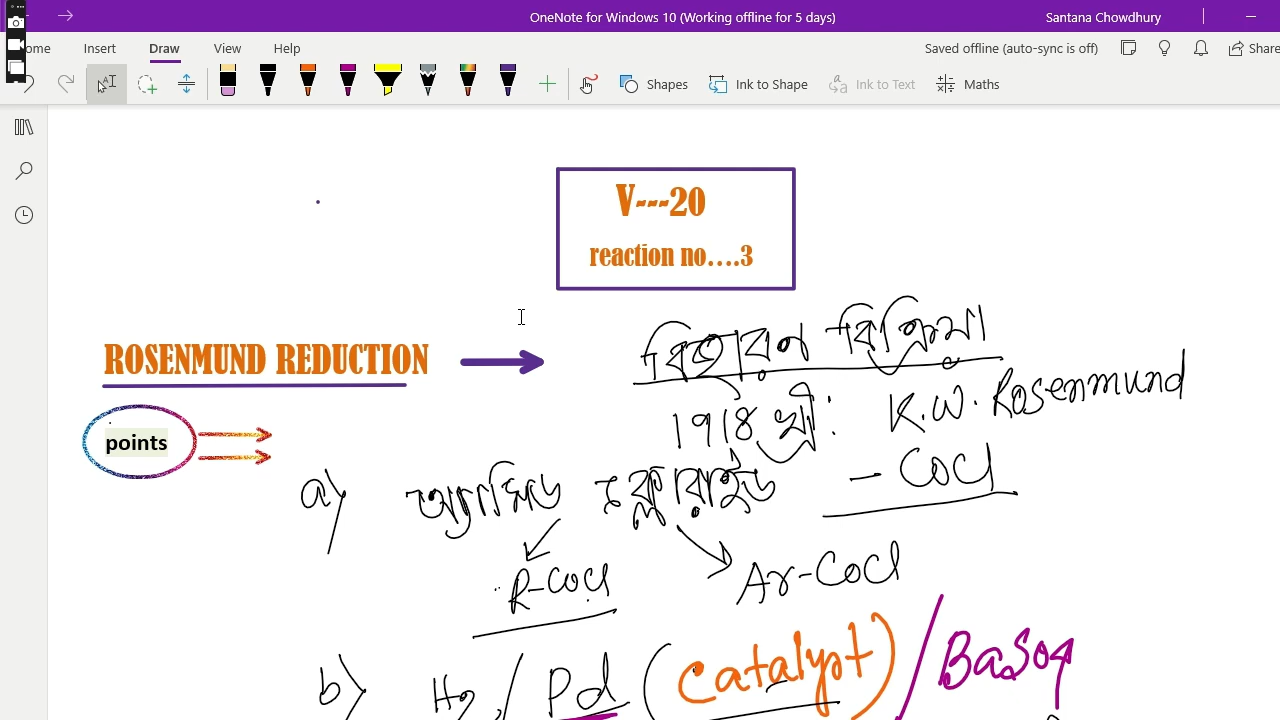 OneNote for Windows 10 (Working offline for 5 days)
Santana Chowdhury
ome Insert Draw View Help
Saved offline (auto-sync is off)
Share
Shapes
Ink to Shape
Ink to Text
Maths
V---20
reaction no....3
ROSENMUND REDUCTION
বিজারন বিক্রিয়া
1918 খ্রী: K.W. Rosenmund
points
a) অ্যাসিড ক্লোরাইড - COCl
R-COCl Ar-COCl
b) H2/Pd (Catalyst)/BaSO4